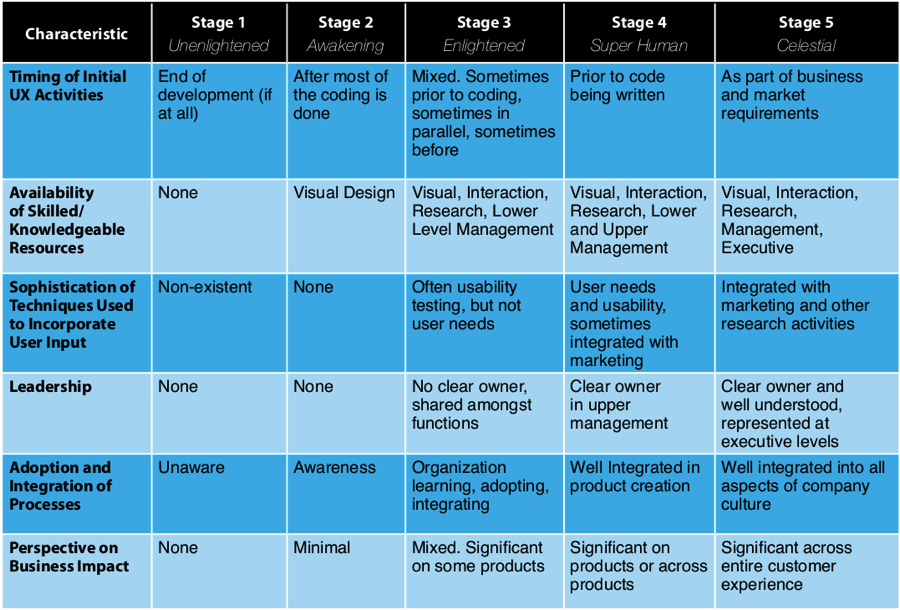 Characteristic
Stage 1
Unenlightened
Stage 2
Awakening
Stage 3
Enlightened
Stage 4
Super Human
Stage 5
Celestial
Timing of Initial
UX Activities
End of
development (if
at all)
After most of
the coding is
done
Mixed. Sometimes
prior to coding,
sometimes in
parallel, sometimes
before
Prior to code
being written
As part of business
and market
requirements
Availability
of Skilled/
Knowledgeable
Resources
None
Visual Design
Visual, Interaction,
Research, Lower
Level Management
Visual, Interaction,
Research, Lower
and Upper
Management
Visual, Interaction,
Research,
Management,
Executive
Sophistication of
Techniques Used
to Incorporate
User Input
Non-existent
None
Often usability
testing, but not
user needs
User needs
and usability,
sometimes
integrated with
marketing
Integrated with
marketing and other
research activities
Leadership
None
None
No clear owner,
shared amongst
functions
Clear owner
in upper
management
Clear owner and
well understood,
represented at
executive levels
Adoption and
Integration of
Processes
Unaware
Awareness
Organization
learning, adopting,
integrating
Well Integrated in
product creation
Well integrated into all
aspects of company
culture
Perspective on
Business Impact
None
Minimal
Mixed. Significant
on some products
Significant on
products or across
products
Significant across
entire customer
experience